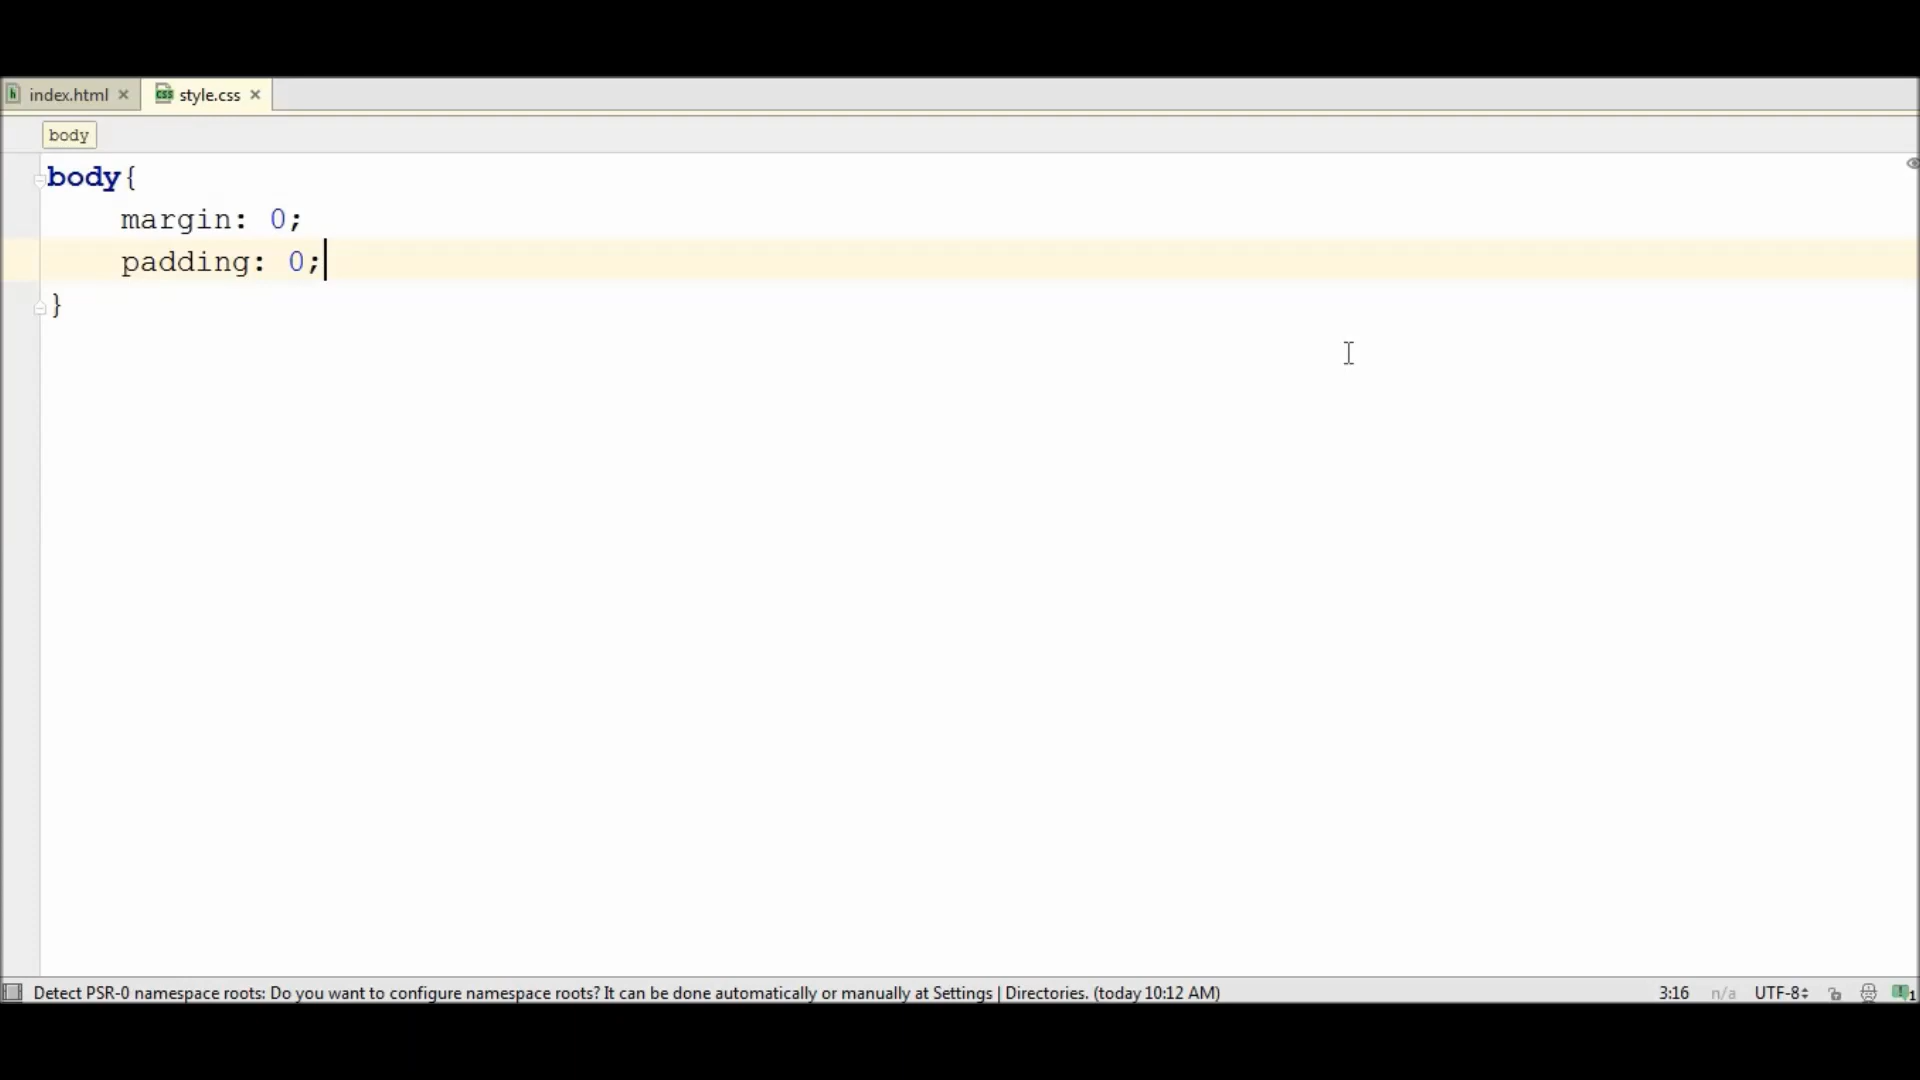 index.html
style.css
body
body{
margin: 0;
padding: 0;
}
Detect PSR-0 namespace roots: Do you want to configure namespace roots? It can be done automatically or manually at Settings | Directories. (today 10:12 AM)
3:16 n/a UTF-8 1